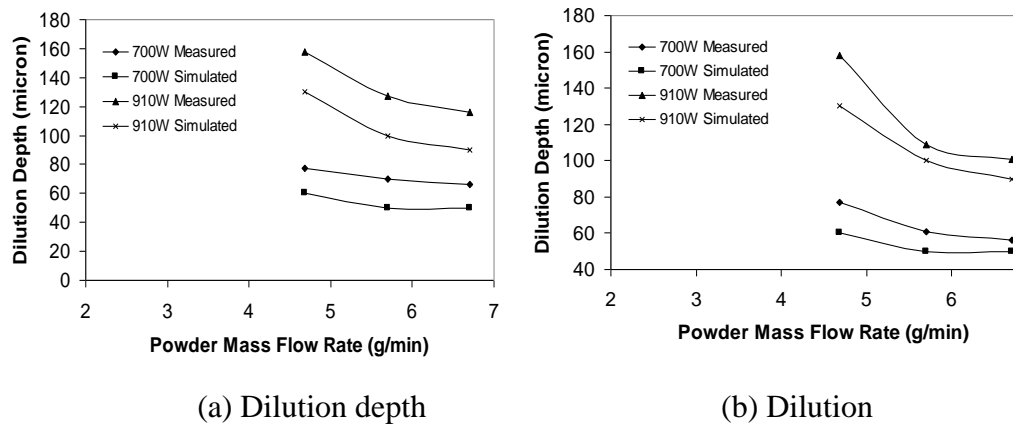 180
160
140
120
100
80
60
40
20
0
Dilution Depth (micron)
700W Measured
700W Simulated
910W Measured
910W Simulated
2 3 4 5 6 7
Powder Mass Flow Rate (g/min)
(a) Dilution depth
180
160
140
120
100
80
60
40
Dilution Depth (micron)
700W Measured
700W Simulated
910W Measured
910W Simulated
2 3 4 5 6
Powder Mass Flow Rate (g/min)
(b) Dilution